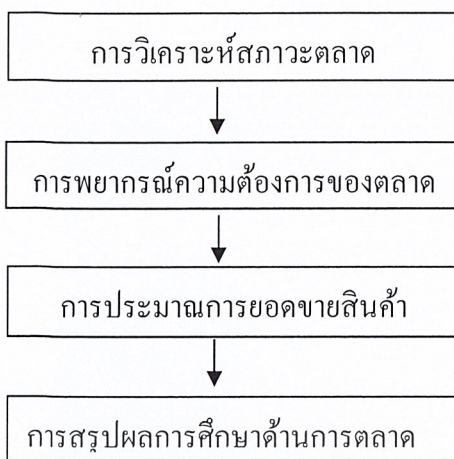 การวิเคราะห์สภาวะตลาด
การพยากรณ์ความต้องการของตลาด
การประมาณการยอดขายสินค้า
การสรุปผลการศึกษาด้านการตลาด